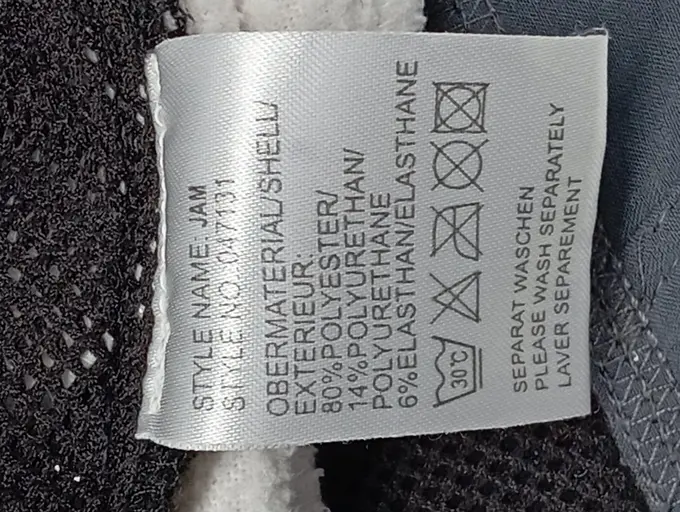 STYLE NAME: JAM
STYLE NO.:047131
OBERMATERIAL/SHELL/
EXTERIEUR:
80%POLYESTER/
14%POLYURETHAN/
POLYURETHANE
6%ELASTHAN/ELASTHANE
30°C
SEPARAT WASCHEN
PLEASE WASH SEPARATELY
LAVER SEPAREMENT